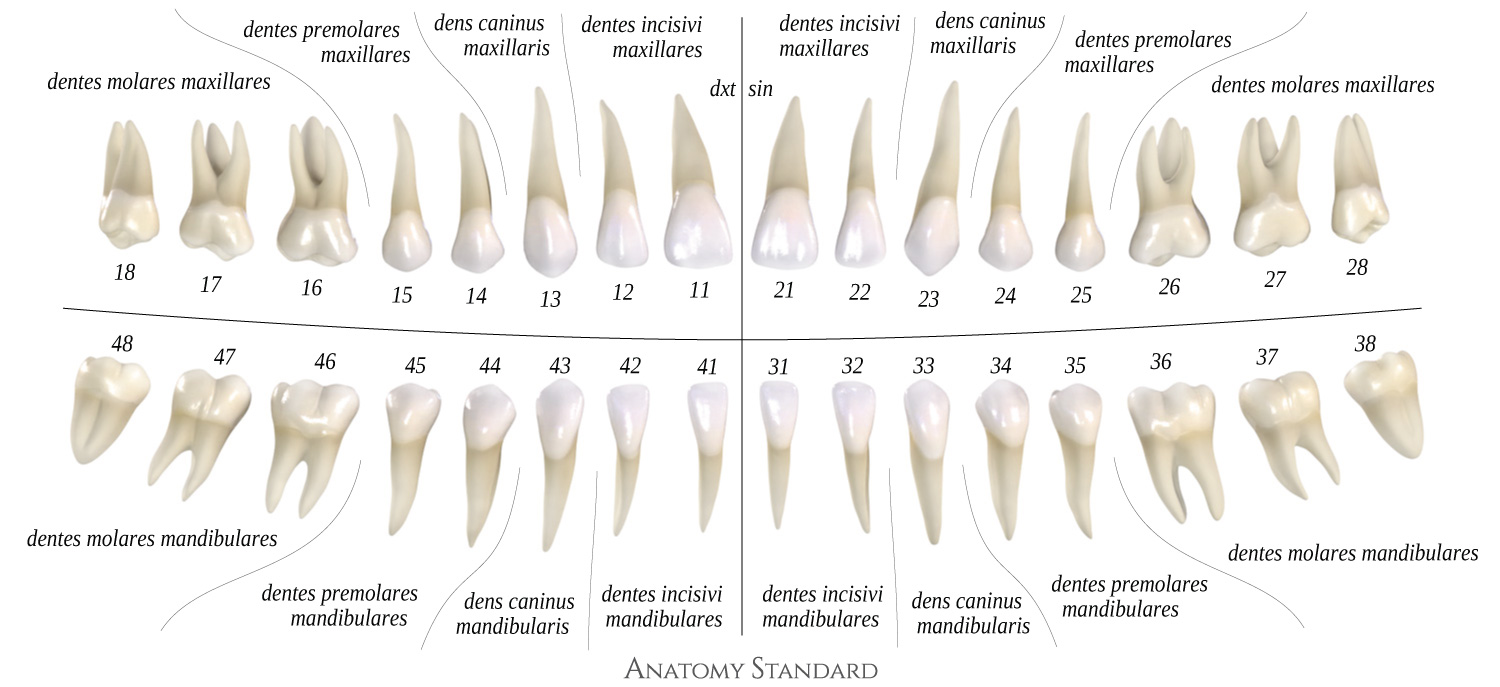 dentes premolares
maxillares
dens caninus
maxillaris
dentes incisivi
maxillares
dentes incisivi
maxillares
dens caninus
maxillaris
dentes premolares
maxillares
dentes molares maxillares
dxt
sin
dentes molares maxillares
18
17
16
15
14
13
12
11
21
22
23
24
25
26
27
28
48
47
46
45
44
43
42
41
31
32
33
34
35
36
37
38
dentes molares mandibulares
dentes premolares
mandibulares
dens caninus
mandibularis
dentes incisivi
mandibulares
dentes incisivi
mandibulares
dens caninus
mandibularis
dentes premolares
mandibulares
dentes molares mandibulares
ANATOMY STANDARD